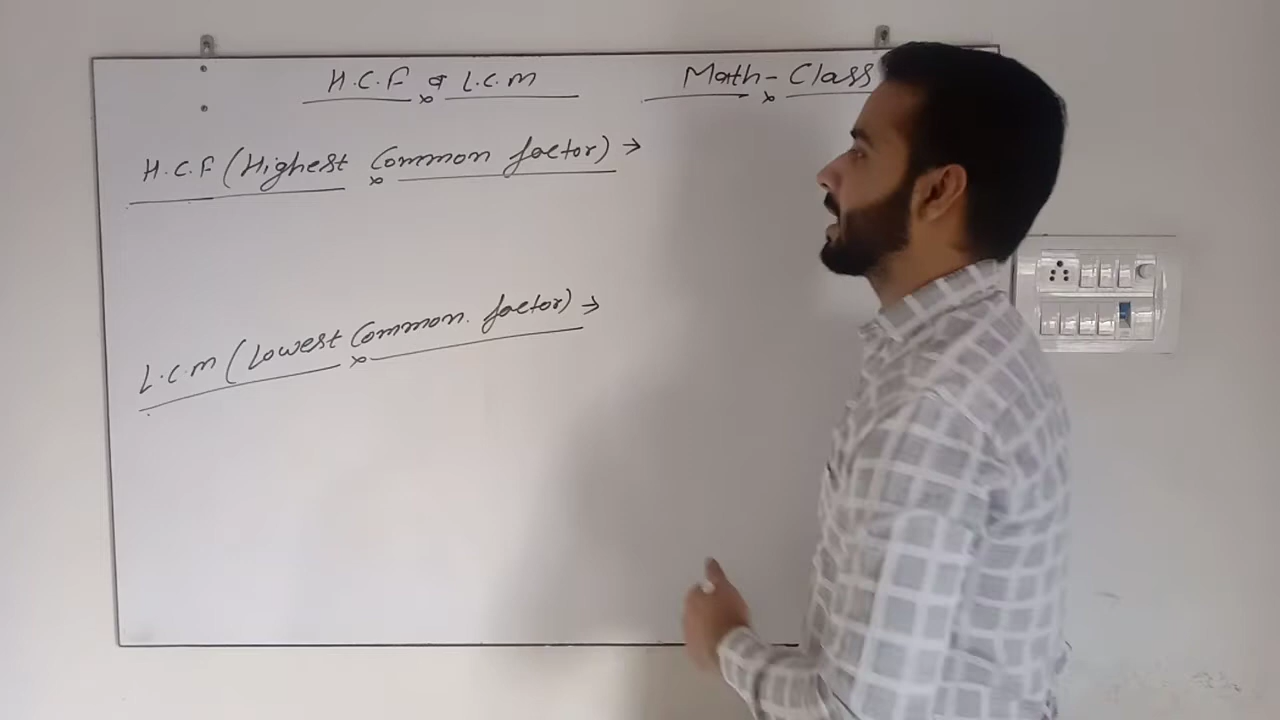 H.C.F & L.C.M
Math-Class
H.C.F (Highest Common factor) →
L.C.M (Lowest Common. factor) →